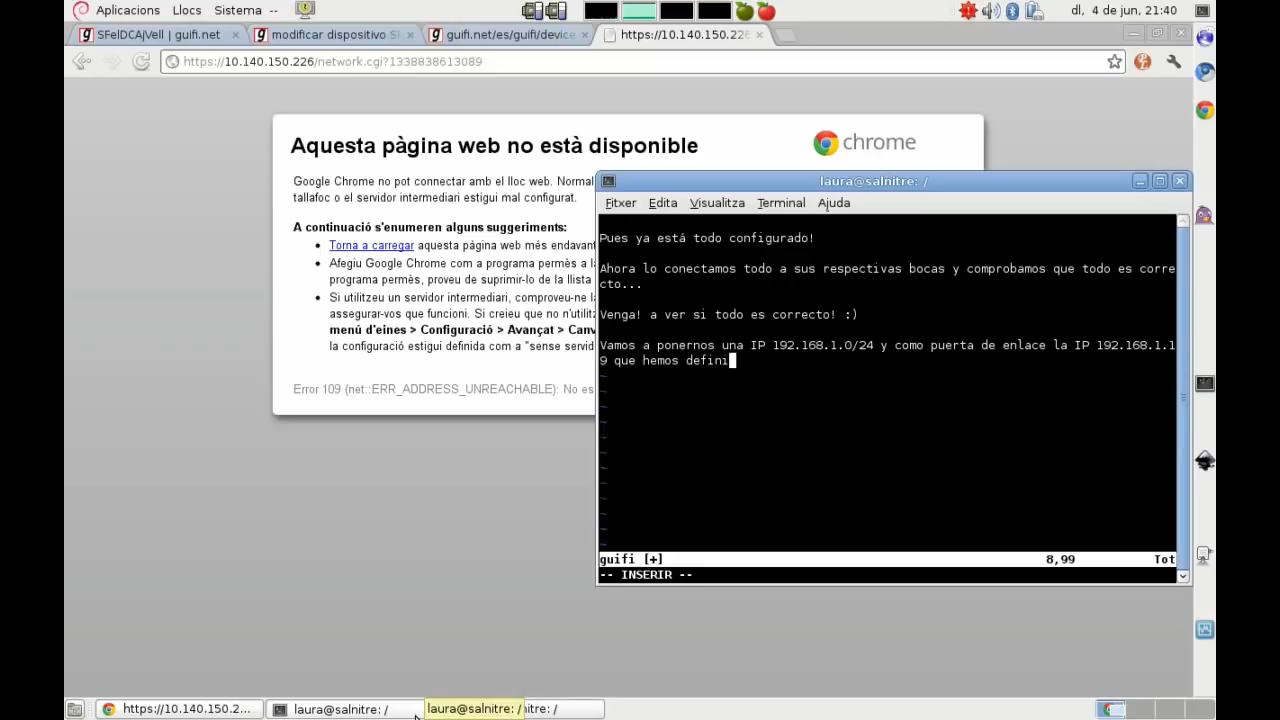 Aplicacions Llocs Sistema --
dl, 4 de jun, 21:40
SFelDCAjVell | guifi.net
modificar dispositivo
guifi.net/es/guifi/device
https://10.140.150.226
https://10.140.150.226/network.cgi?1338838613089
Aquesta pàgina web no està disponible
chrome
Google Chrome no pot connectar amb el lloc web. Normal
tallafoc o el servidor intermediari estigui mal configurat.
A continuació s'enumeren alguns suggeriments:
Torna a carregar aquesta pàgina web més endavant
Afegiu Google Chrome com a programa permès a la
programa permès, proveu de suprimir-lo de la llista
Si utilitzeu un servidor intermediari, comproveu-ne la
assegurar-vos que funcioni. Si creieu que no n'utilit
menú d'eines > Configuració > Avançat > Canv
la configuració estigui definida com a "sense servid
Error 109 (net::ERR_ADDRESS_UNREACHABLE): No es
laura@salnitre: /
Fitxer Edita Visualitza Terminal Ajuda
Pues ya está todo configurado!
Ahora lo conectamos todo a sus respectivas bocas y comprobamos que todo es corre
cto...
Venga! a ver si todo es correcto! :)
Vamos a ponernos una IP 192.168.1.0/24 y como puerta de enlace la IP 192.168.1.1
9 que hemos defini
~
~
~
~
~
~
~
~
~
~
~
~
guifi [+] 8,99 Tot
-- INSERIR --
https://10.140.150.2...
laura@salnitre: /
laura@salnitre: /
nitre: /